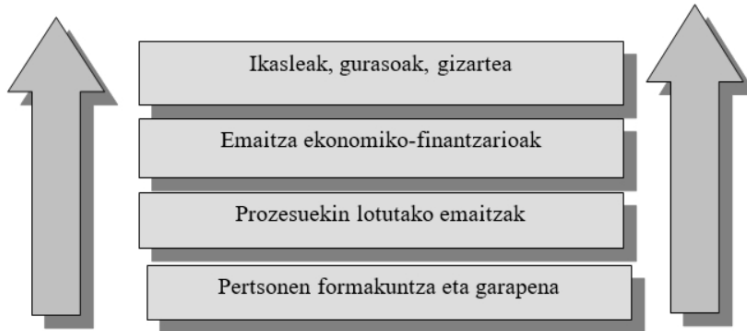 Ikasleak, gurasoak, gizartea
Emaitza ekonomiko-finantzarioak
Prozesuekin lotutako emaitzak
Pertsonen formakuntza eta garapena